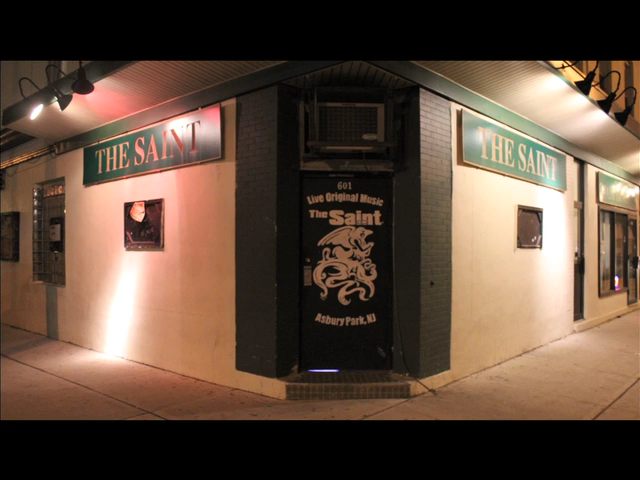 THE SAINT
THE SAINT
601
Live Original Music
The Saint
Asbury Park, NJ